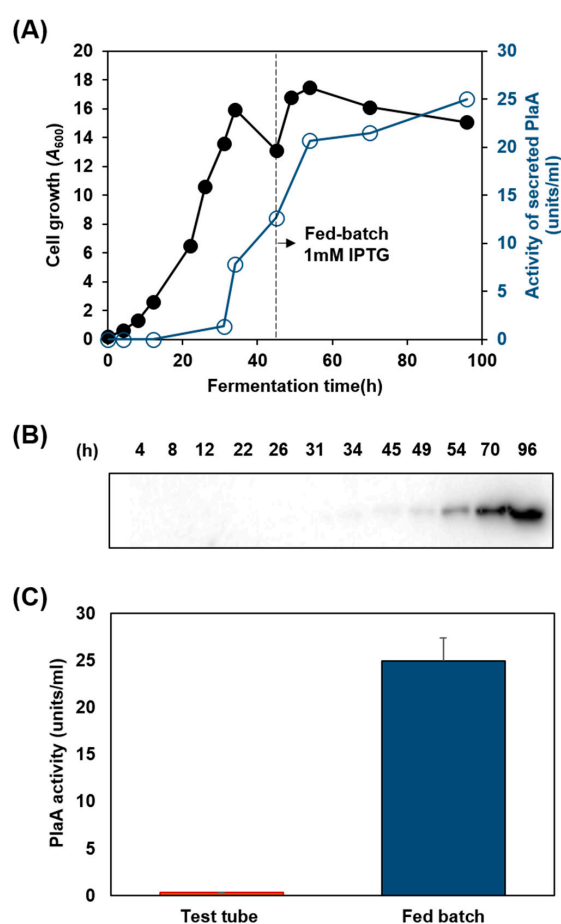 (A)
20
18
16
14
12
10
8
6
4
2
0
Cell growth (A600)
30
25
20
15
10
5
0
Activity of secreted PlaA
(units/ml)
Fed-batch
1mM IPTG
0 20 40 60 80 100
Fermentation time(h)
(B)
(h) 4 8 12 22 26 31 34 45 49 54 70 96
(C)
30
25
20
15
10
5
0
PlaA activity (units/ml)
Test tube Fed batch